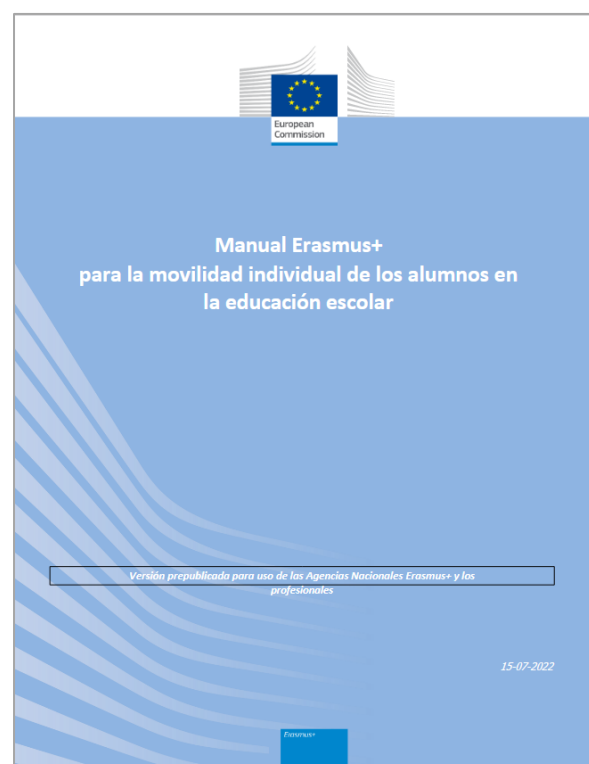 European
Commission
Manual Erasmus+
para la movilidad individual de los alumnos en
la educación escolar
Versión prepublicada para uso de las Agencias Nacionales Erasmus+ y los
profesionales
15-07-2022
Erasmus+